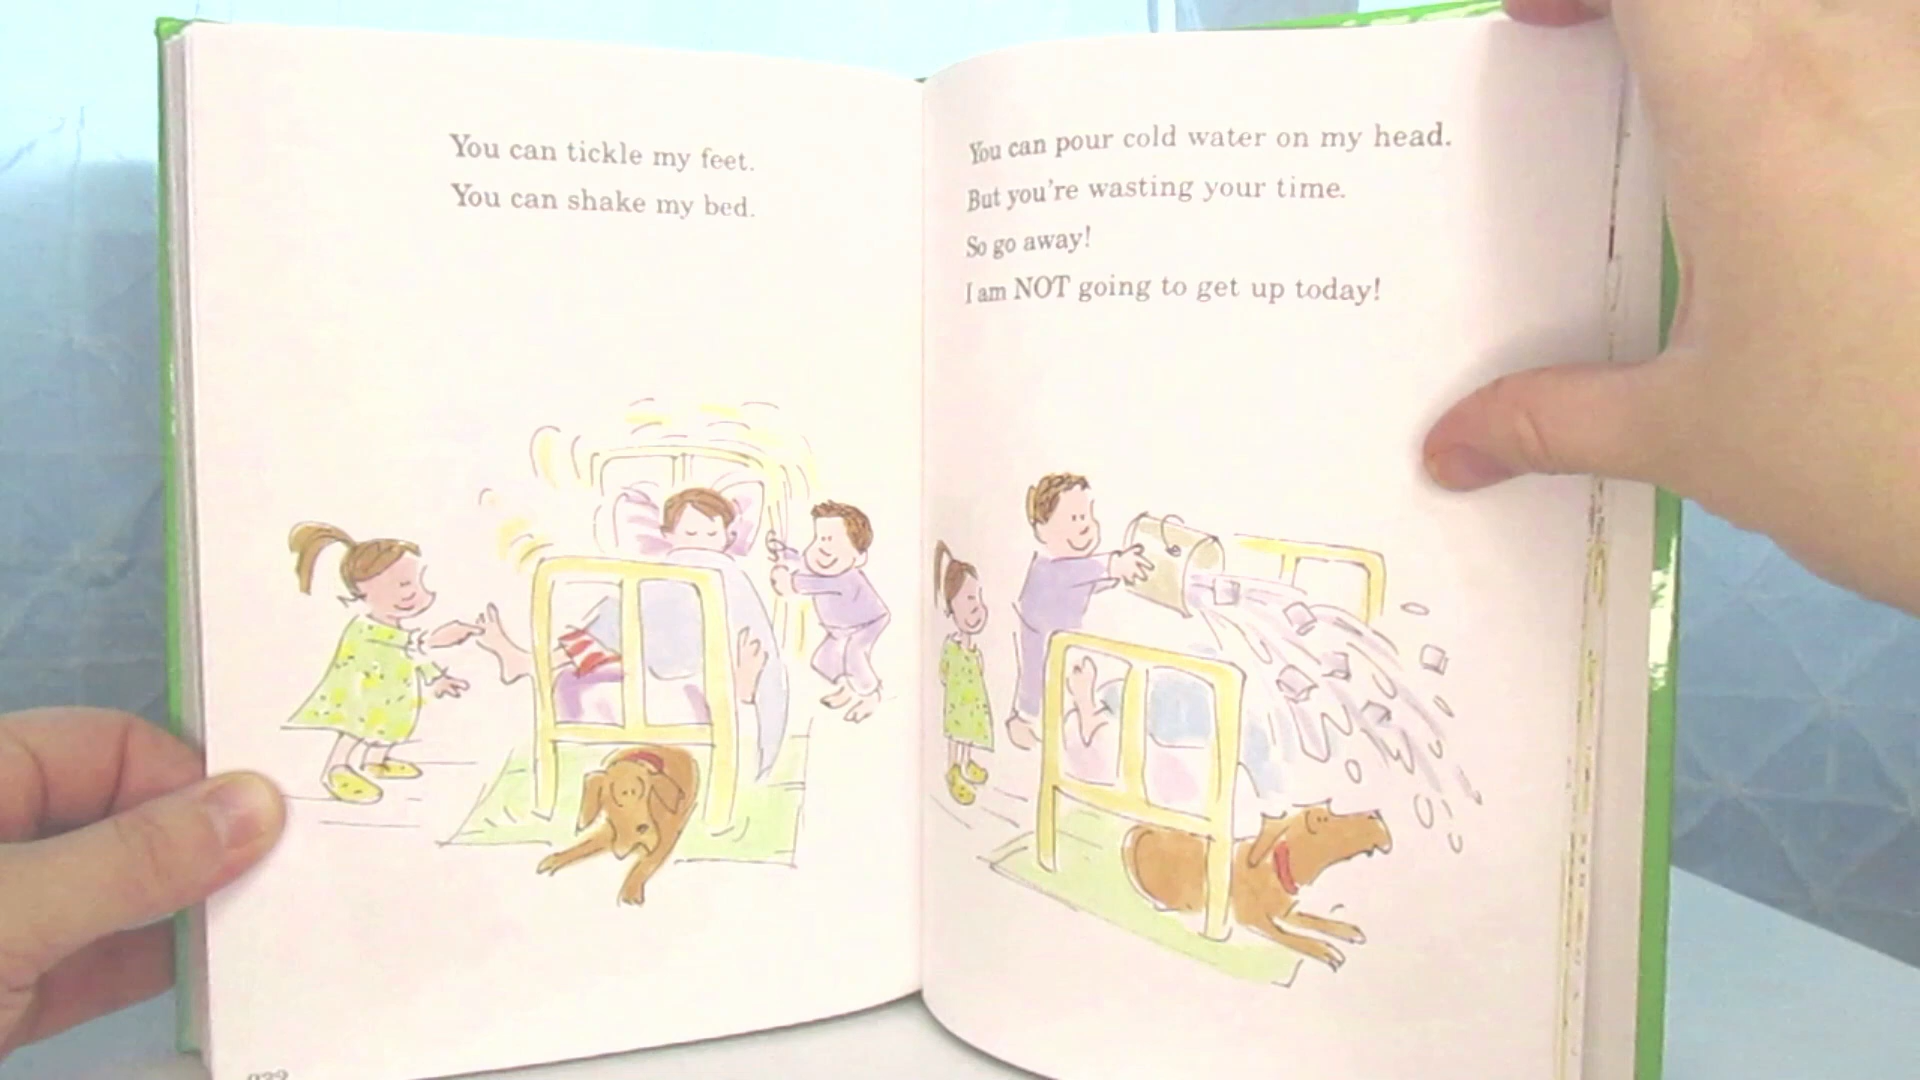 You can tickle my feet.
You can shake my bed.
You can pour cold water on my head.
But you're wasting your time.
So go away!
I am NOT going to get up today!